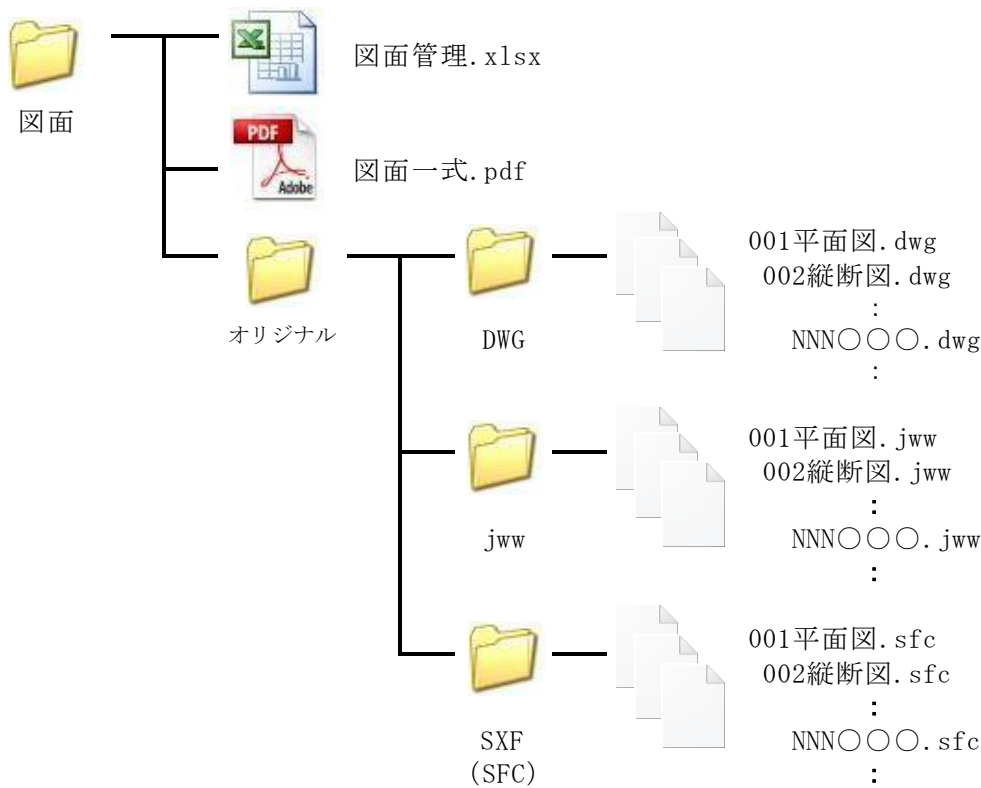 図面
図面管理.xlsx
PDF
Adobe
図面一式.pdf
オリジナル
DWG
001平面図.dwg
002縦断図.dwg
:
NNN○○○.dwg
:
jww
001平面図.jww
002縦断図.jww
:
NNN○○○.jww
:
SXF
(SFC)
001平面図.sfc
002縦断図.sfc
:
NNN○○○.sfc
: